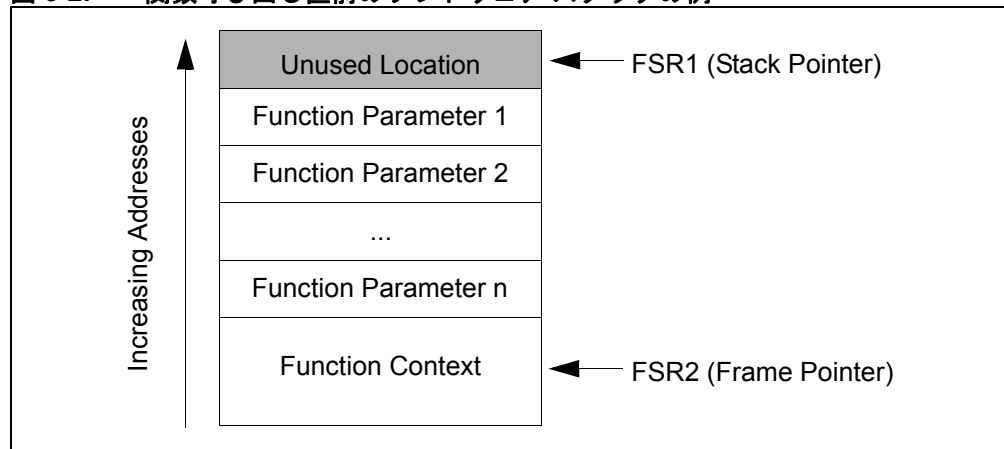 Unused Location
FSR1 (Stack Pointer)
Function Parameter 1
Function Parameter 2
...
Function Parameter n
Function Context
FSR2 (Frame Pointer)
Increasing Addresses